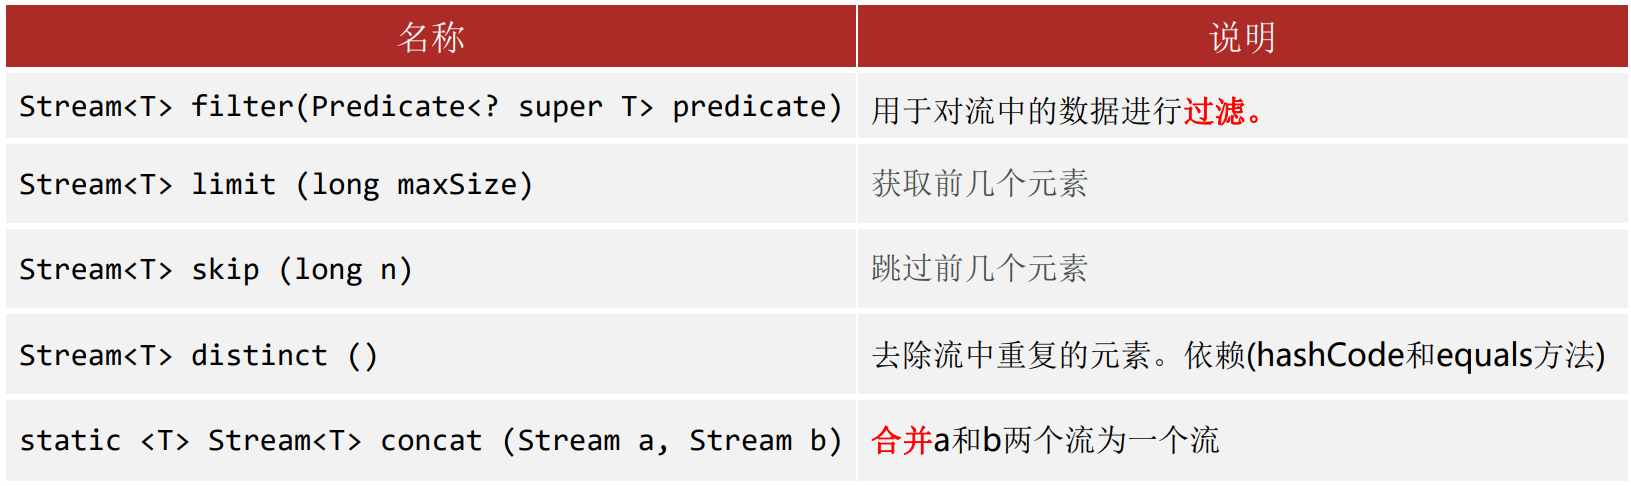 名称 说明
Stream<T> filter(Predicate<? super T> predicate) 用于对流中的数据进行过滤。
Stream<T> limit (long maxSize) 获取前几个元素
Stream<T> skip (long n) 跳过前几个元素
Stream<T> distinct () 去除流中重复的元素。依赖(hashCode和equals方法)
static <T> Stream<T> concat (Stream a, Stream b) 合并a和b两个流为一个流